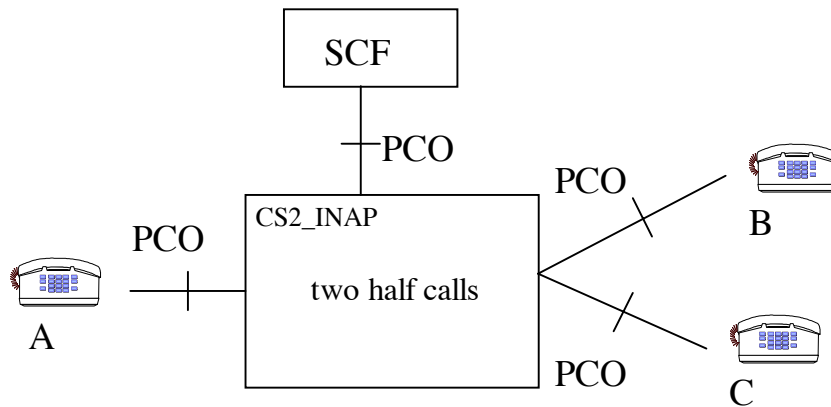 SCF
PCO
PCO
CS2_INAP
PCO
B
two half calls
A
PCO
C